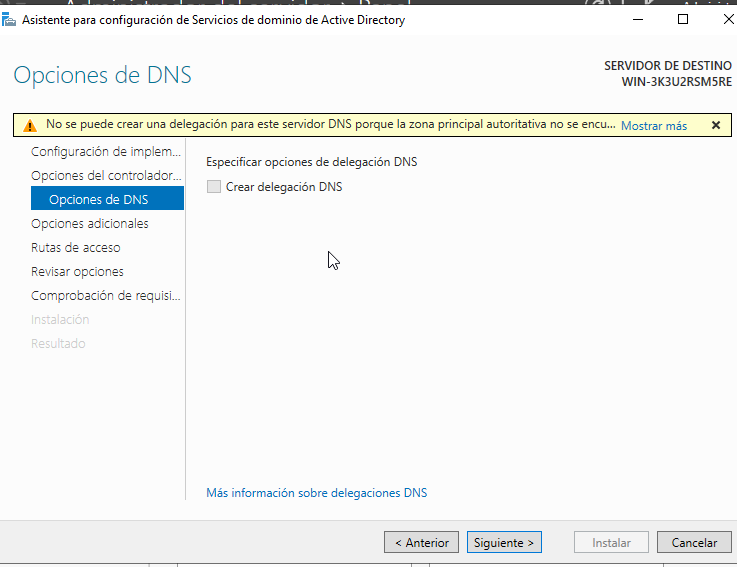 Asistente para configuración de Servicios de dominio de Active Directory
Opciones de DNS
SERVIDOR DE DESTINO
WIN-3K3U2RSM5RE
No se puede crear una delegación para este servidor DNS porque la zona principal autoritativa no se encu... Mostrar más
Configuración de implem...
Opciones del controlador...
Opciones de DNS
Opciones adicionales
Rutas de acceso
Revisar opciones
Comprobación de requisi...
Instalación
Resultado
Especificar opciones de delegación DNS
Crear delegación DNS
Más información sobre delegaciones DNS
< Anterior
Siguiente >
Instalar
Cancelar